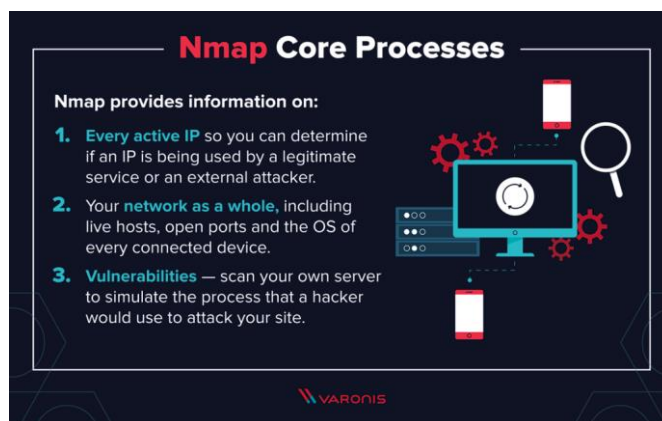 Nmap Core Processes
Nmap provides information on:
1. Every active IP so you can determine
if an IP is being used by a legitimate
service or an external attacker.
2. Your network as a whole, including
live hosts, open ports and the OS of
every connected device.
3. Vulnerabilities — scan your own server
to simulate the process that a hacker
would use to attack your site.
VARONIS